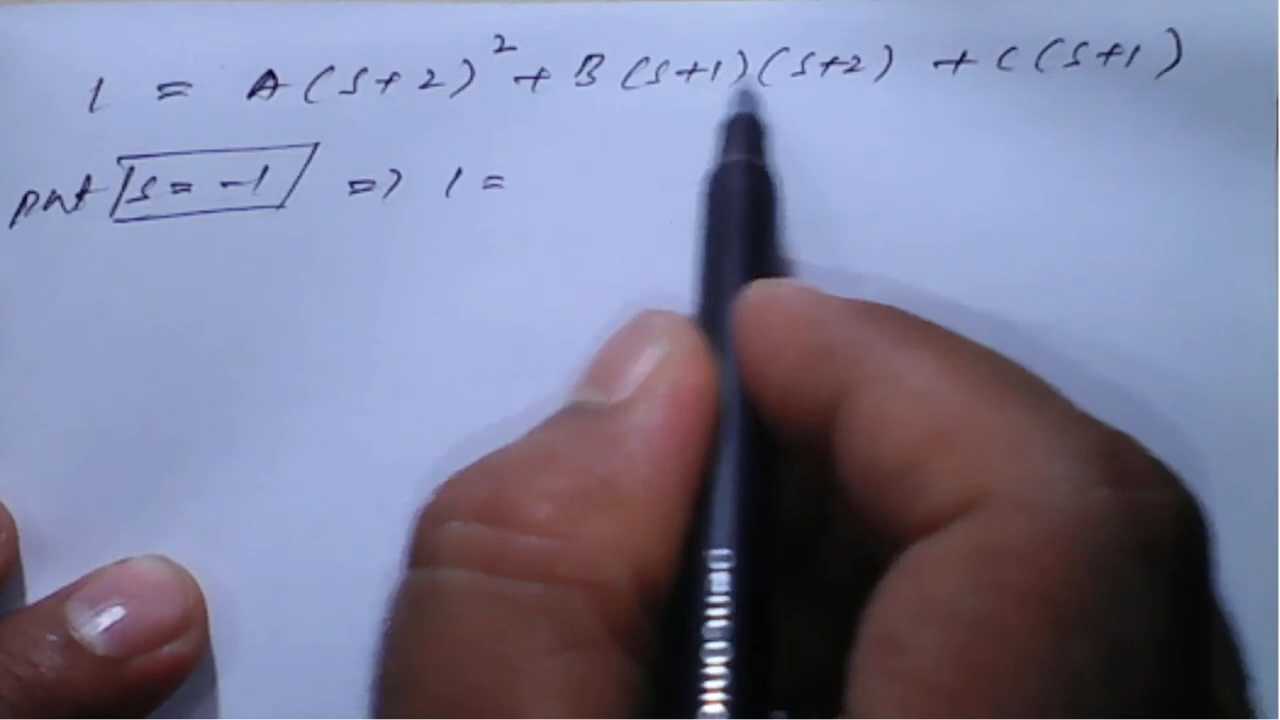 1 = A(s+2)² + B(s+1)(s+2) + C(s+1)
put s = -1 => 1 =